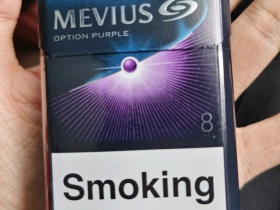 MEVIUS
OPTION PURPLE
8
Smoking